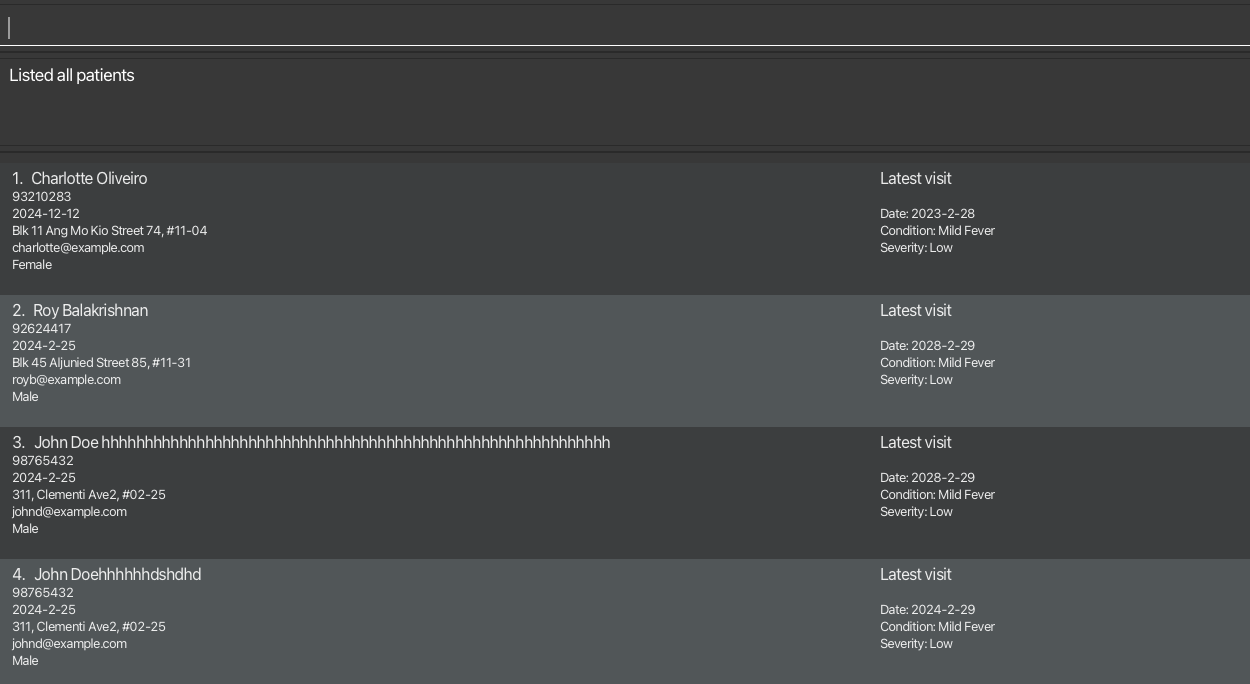 Listed all patients
1. Charlotte Oliveiro
93210283
2024-12-12
Blk 11 Ang Mo Kio Street 74, #11-04
charlotte@example.com
Female
Latest visit
Date: 2023-2-28
Condition: Mild Fever
Severity: Low
2. Roy Balakrishnan
92624417
2024-2-25
Blk 45 Aljunied Street 85, #11-31
royb@example.com
Male
Latest visit
Date: 2028-2-29
Condition: Mild Fever
Severity: Low
3. John Doe hhhhhhhhhhhhhhhhhhhhhhhhhhhhhhhhhhhhhhhhhhhhhhhhhhhhhhhhhhh
98765432
2024-2-25
311, Clementi Ave2, #02-25
johnd@example.com
Male
Latest visit
Date: 2028-2-29
Condition: Mild Fever
Severity: Low
4. John Doehhhhhhdshdhd
98765432
2024-2-25
311, Clementi Ave2, #02-25
johnd@example.com
Male
Latest visit
Date: 2024-2-29
Condition: Mild Fever
Severity: Low